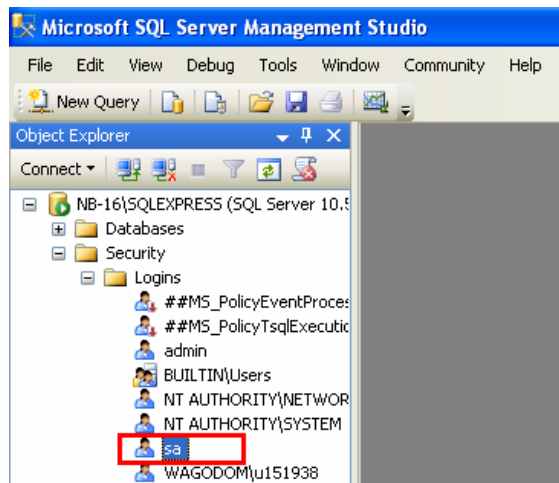 Microsoft SQL Server Management Studio
File Edit View Debug Tools Window Community Help
New Query
Object Explorer
Connect
NB-16\SQLEXPRESS (SQL Server 10.5
Databases
Security
Logins
##MS_PolicyEventProces
##MS_PolicyTsqlExecutio
admin
BUILTIN\Users
NT AUTHORITY\NETWOR
NT AUTHORITY\SYSTEM
sa
WAGODOM\u151938